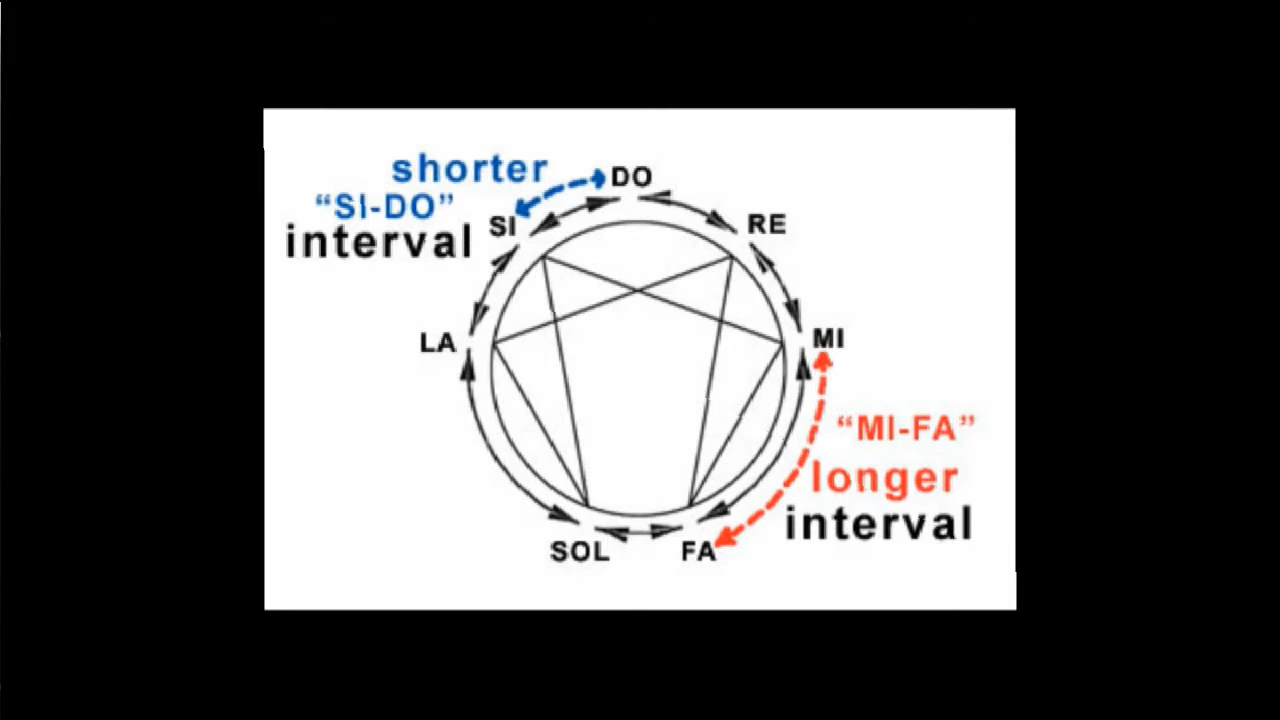 shorter
“SI-DO”
interval
DO
SI
RE
LA
MI
“MI-FA”
longer
interval
SOL
FA